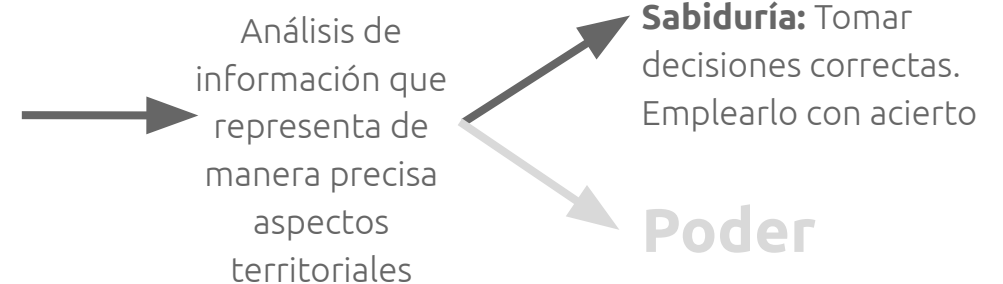 Análisis de
información que
representa de
manera precisa
aspectos
territoriales
Sabiduría: Tomar
decisiones correctas.
Emplearlo con acierto
Poder